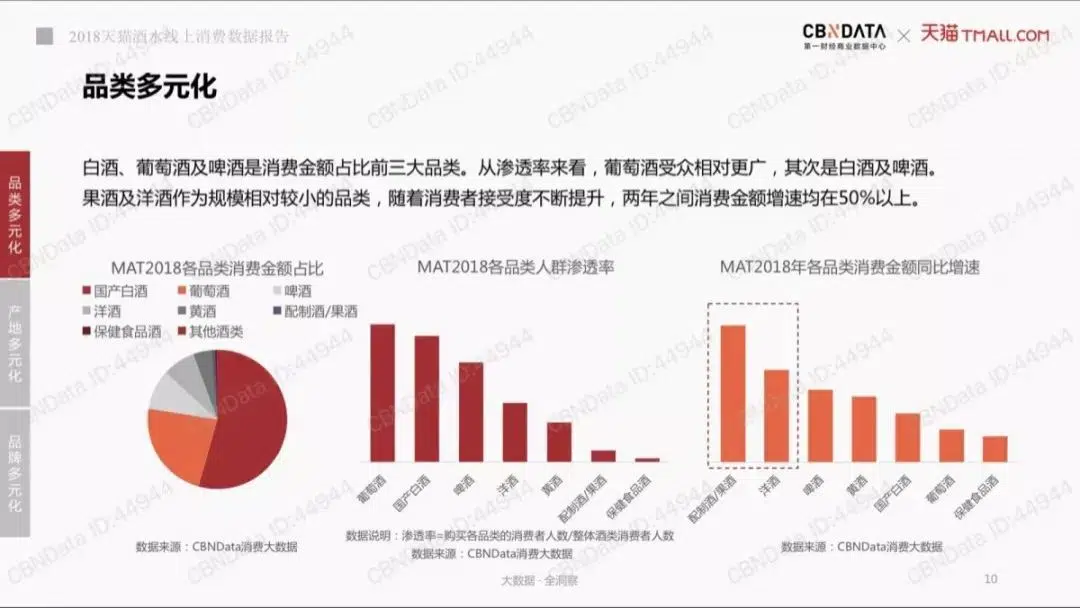 2018天猫酒水线上消费数据报告
CBNDATA
第一财经商业数据中心
×
天猫 TMALL.COM
品类多元化
白酒、葡萄酒及啤酒是消费金额占比前三大品类。从渗透率来看，葡萄酒受众相对更广，其次是白酒及啤酒。
果酒及洋酒作为规模相对较小的品类，随着消费者接受度不断提升，两年之间消费金额增速均在50%以上。
品类多元化
产地多元化
品牌多元化
MAT2018各品类消费金额占比
国产白酒 葡萄酒 啤酒
洋酒 黄酒 配制酒/果酒
保健食品酒 其他酒类
数据来源：CBNData消费大数据
MAT2018各品类人群渗透率
葡萄酒
国产白酒
啤酒
洋酒
黄酒
配制酒/果酒
保健食品酒
数据说明：渗透率=购买各品类的消费者人数/整体酒类消费者人数
数据来源：CBNData消费大数据
MAT2018年各品类消费金额同比增速
配制酒/果酒
洋酒
啤酒
黄酒
国产白酒
葡萄酒
保健食品酒
数据来源：CBNData消费大数据
大数据·全洞察
10
CBNData ID:44944